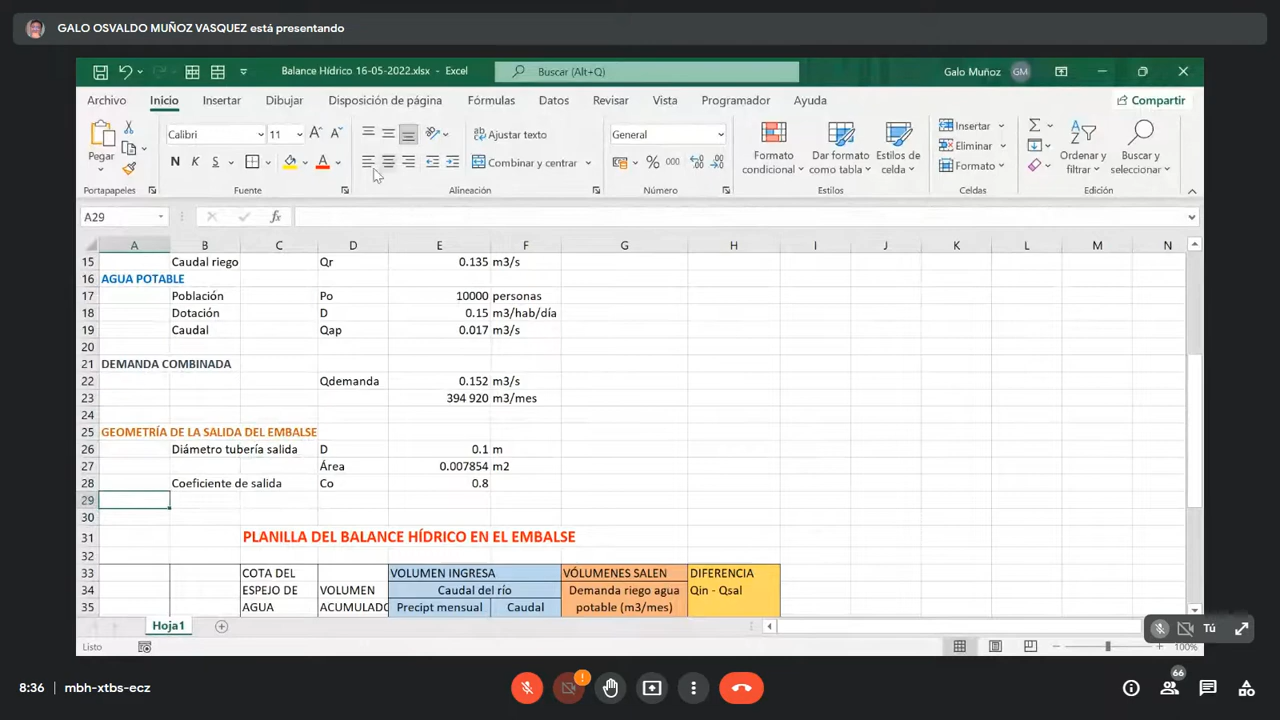 GALO OSVALDO MUÑOZ VASQUEZ está presentando
Balance Hídrico 16-05-2022.xlsx - Excel
Buscar (Alt+Q)
Galo Muñoz GM
Archivo Inicio Insertar Dibujar Disposición de página Fórmulas Datos Revisar Vista Programador Ayuda Compartir
Pegar
Calibri 11
N K S
Ajustar texto
Combinar y centrar
General
% 000
Formato condicional
Dar formato como tabla
Estilos de celda
Insertar
Eliminar
Formato
Ordenar y filtrar
Buscar y seleccionar
Portapapeles Fuente Alineación Número Estilos Celdas Edición
A29 fx
A B C D E F G H I J K L M N
15 Caudal riego Qr 0.135 m3/s
16 AGUA POTABLE
17 Población Po 10000 personas
18 Dotación D 0.15 m3/hab/día
19 Caudal Qap 0.017 m3/s
20
21 DEMANDA COMBINADA
22 Qdemanda 0.152 m3/s
23 394 920 m3/mes
24
25 GEOMETRÍA DE LA SALIDA DEL EMBALSE
26 Diámetro tubería salida D 0.1 m
27 Área 0.007854 m2
28 Coeficiente de salida Co 0.8
29
30
31 PLANILLA DEL BALANCE HÍDRICO EN EL EMBALSE
32
33 COTA DEL VOLUMEN INGRESA VÓLUMENES SALEN DIFERENCIA
34 ESPEJO DE VOLUMEN Caudal del río Demanda riego agua Qin - Qsal
35 AGUA ACUMULADO Precipt mensual Caudal potable (m3/mes)
Hoja1
Tú
Listo 100%
8:36 mbh-xtbs-ecz
66